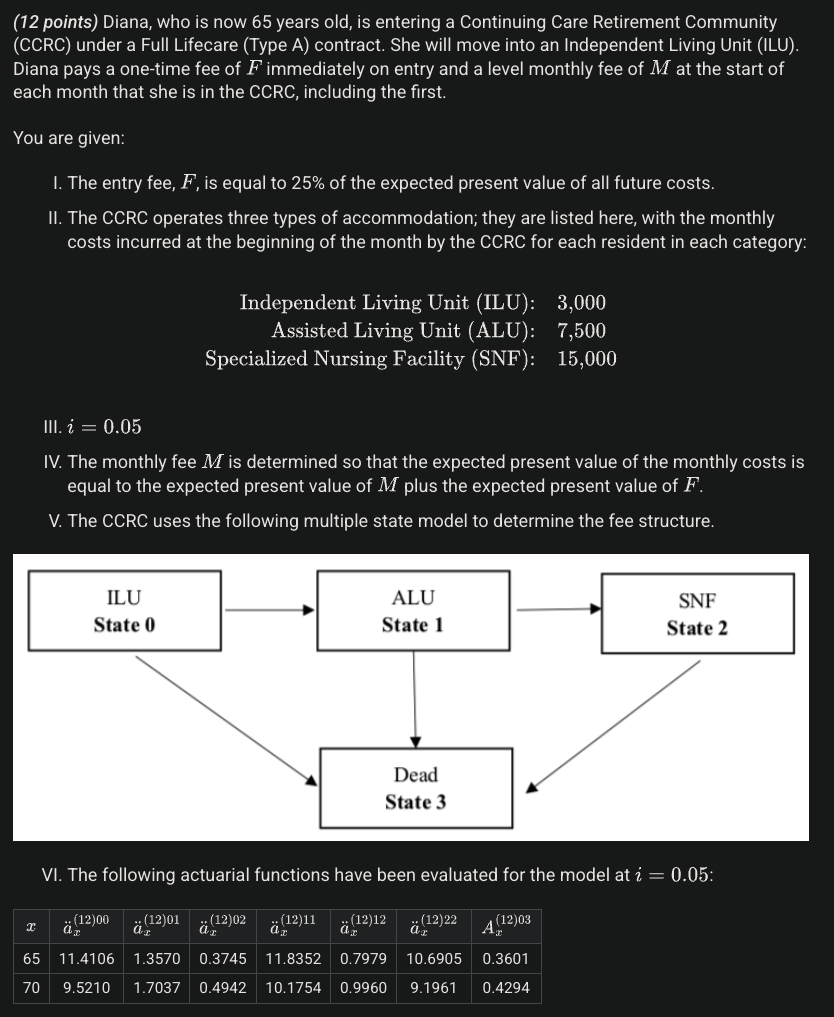 (12 points) Diana, who is now 65 years old, is entering a Continuing Care Retirement Community
(CCRC) under a Full Lifecare (Type A) contract. She will move into an Independent Living Unit (ILU).
Diana pays a one-time fee of F immediately on entry and a level monthly fee of M at the start of
each month that she is in the CCRC, including the first.
You are given:
I. The entry fee, F, is equal to 25% of the expected present value of all future costs.
II. The CCRC operates three types of accommodation; they are listed here, with the monthly
costs incurred at the beginning of the month by the CCRC for each resident in each category:
Independent Living Unit (ILU): 3,000
Assisted Living Unit (ALU): 7,500
Specialized Nursing Facility (SNF): 15,000
III. i = 0.05
IV. The monthly fee M is determined so that the expected present value of the monthly costs is
equal to the expected present value of M plus the expected present value of F.
V. The CCRC uses the following multiple state model to determine the fee structure.
ILU
State 0
ALU
State 1
SNF
State 2
Dead
State 3
VI. The following actuarial functions have been evaluated for the model at i = 0.05:
x ä_x^(12)00 ä_x^(12)01 ä_x^(12)02 ä_x^(12)11 ä_x^(12)12 ä_x^(12)22 A_x^(12)03
65 11.4106 1.3570 0.3745 11.8352 0.7979 10.6905 0.3601
70 9.5210 1.7037 0.4942 10.1754 0.9960 9.1961 0.4294